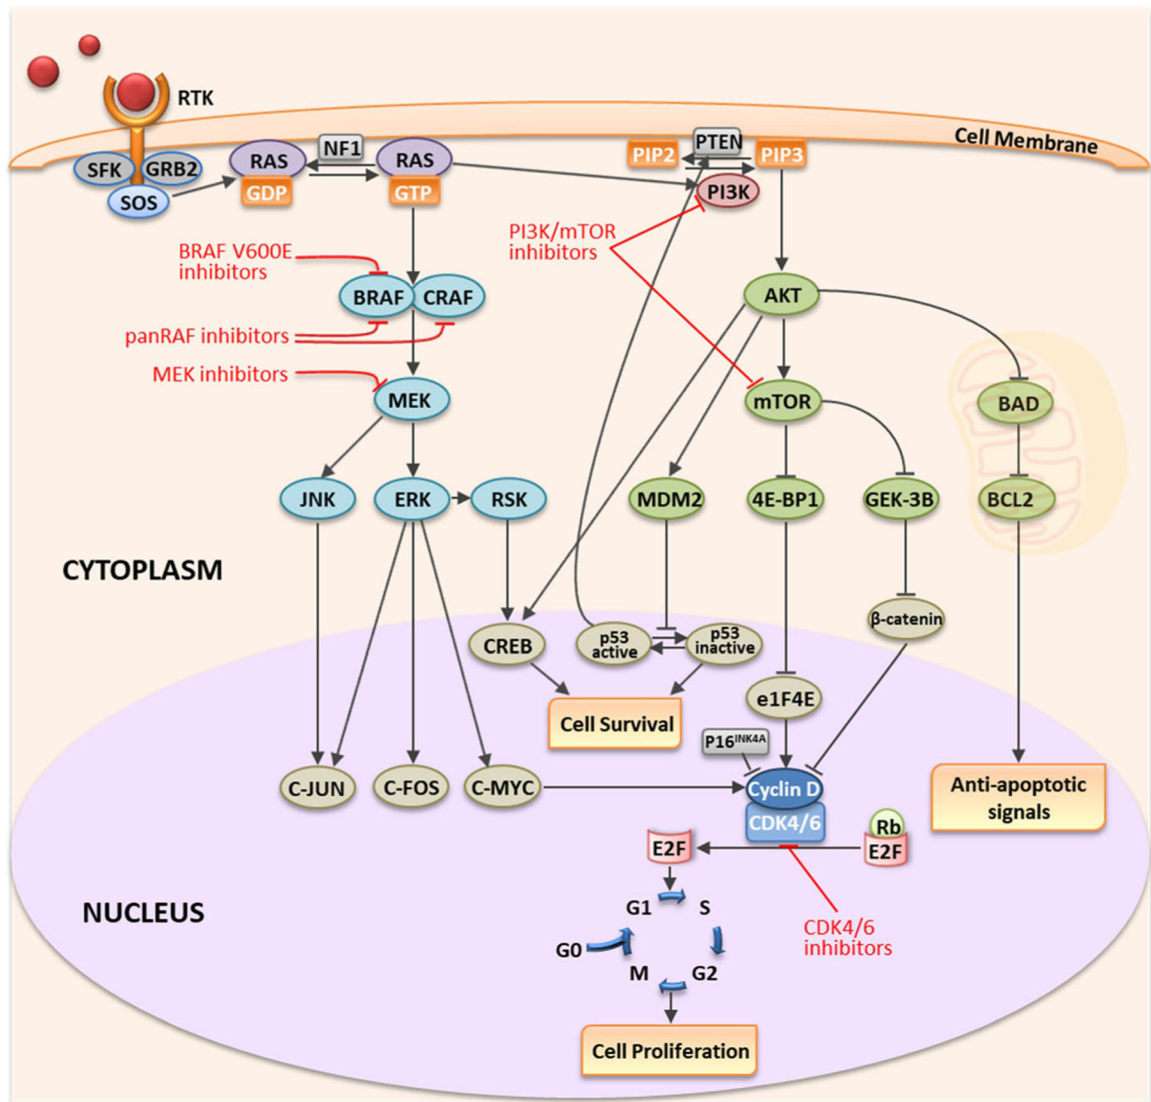 RTK
Cell Membrane
SFK
GRB2
SOS
RAS
GDP
NF1
RAS
GTP
PIP2
PTEN
PIP3
PI3K
BRAF V600E
inhibitors
PI3K/mTOR
inhibitors
BRAF
CRAF
AKT
panRAF inhibitors
MEK inhibitors
MEK
mTOR
BAD
JNK
ERK
RSK
MDM2
4E-BP1
GEK-3B
BCL2
CYTOPLASM
CREB
p53
active
p53
inactive
β-catenin
Cell Survival
e1F4E
P16INK4A
C-JUN
C-FOS
C-MYC
Cyclin D
CDK4/6
Anti-apoptotic
signals
Rb
E2F
E2F
NUCLEUS
G1
S
G0
M
G2
CDK4/6
inhibitors
Cell Proliferation